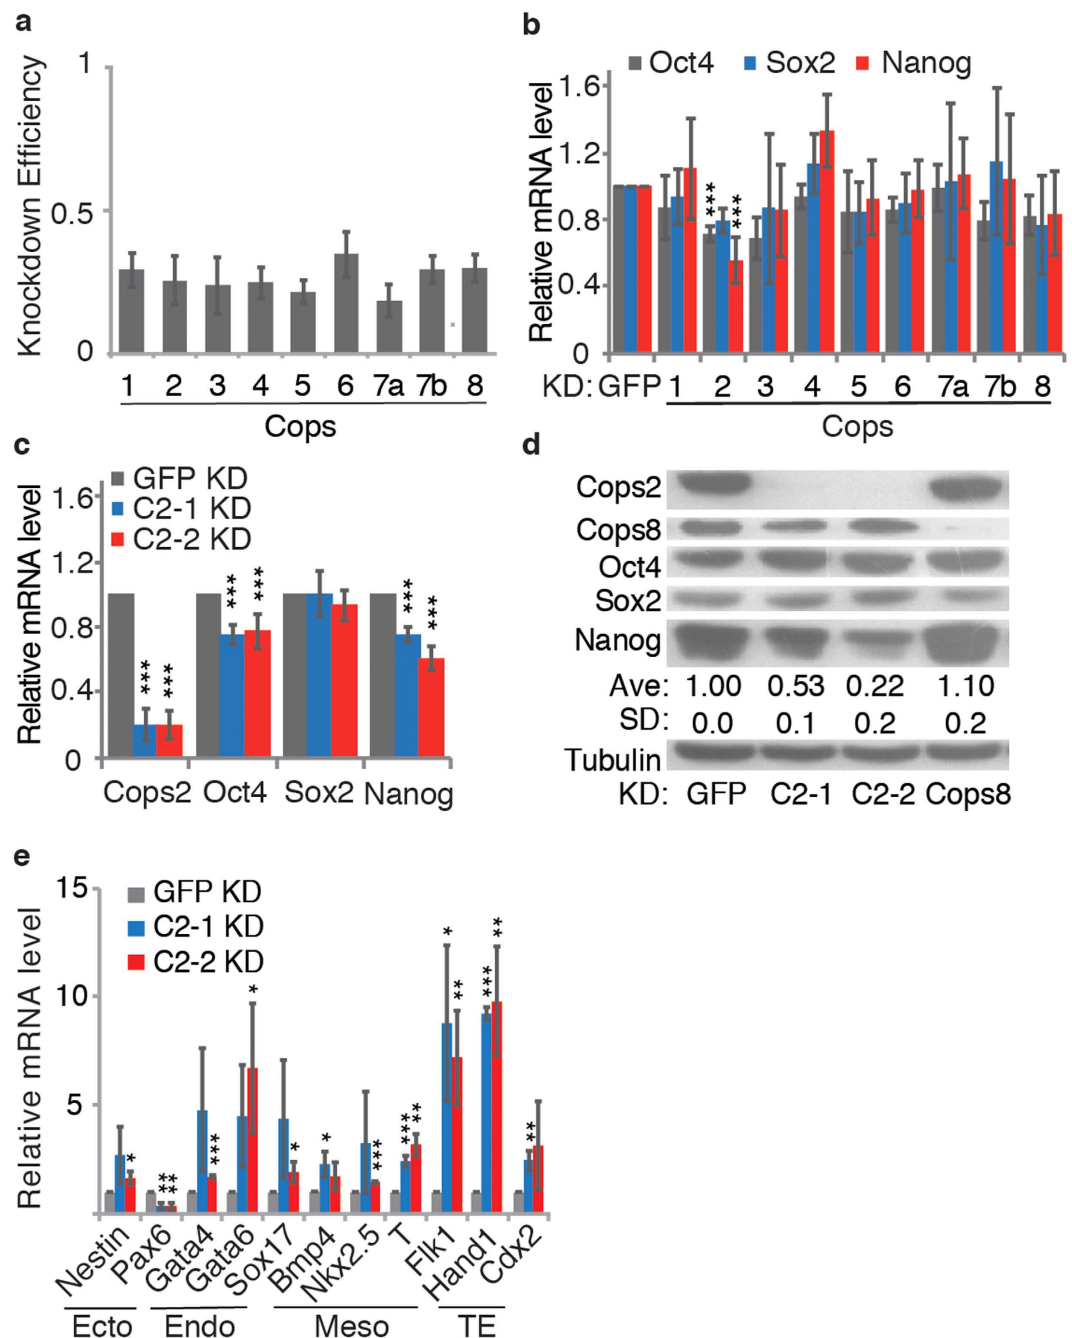 a
Knockdown Efficiency
1
0.5
0
1 2 3 4 5 6 7a 7b 8
Cops
b
Oct4 Sox2 Nanog
Relative mRNA level
1.6
1.2
0.8
0.4
0
*** ***
KD: GFP 1 2 3 4 5 6 7a 7b 8
Cops
c
GFP KD
C2-1 KD
C2-2 KD
Relative mRNA level
1.6
1.2
0.8
0.4
0
*** *** *** *** *** ***
Cops2 Oct4 Sox2 Nanog
d
Cops2
Cops8
Oct4
Sox2
Nanog
Ave: 1.00 0.53 0.22 1.10
SD: 0.0 0.1 0.2 0.2
Tubulin
KD: GFP C2-1 C2-2 Cops8
e
GFP KD
C2-1 KD
C2-2 KD
Relative mRNA level
15
10
5
* ** ** *** * * * *** *** ** * ** *** ** **
Nestin Pax6 Gata4 Gata6 Sox17 Bmp4 Nkx2.5 T Flk1 Hand1 Cdx2
Ecto Endo Meso TE